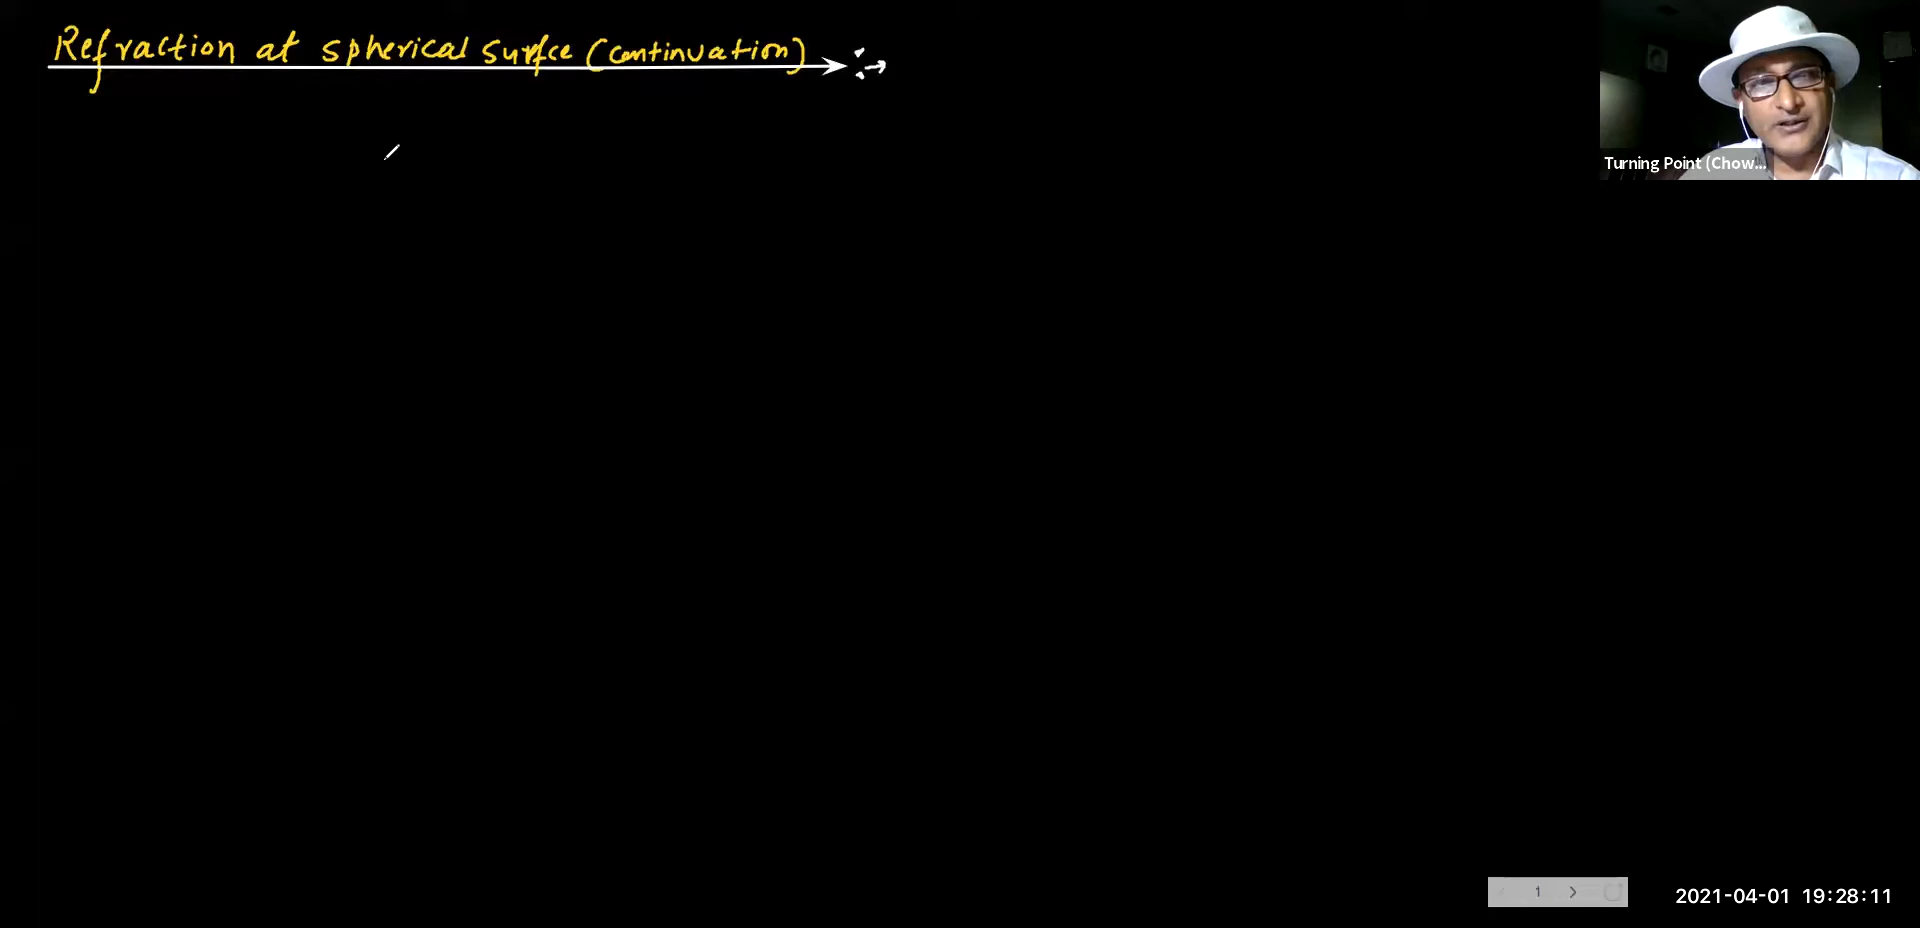 Refraction at spherical surfce (continuation)
Turning Point (Chow...
1
2021-04-01 19:28:11